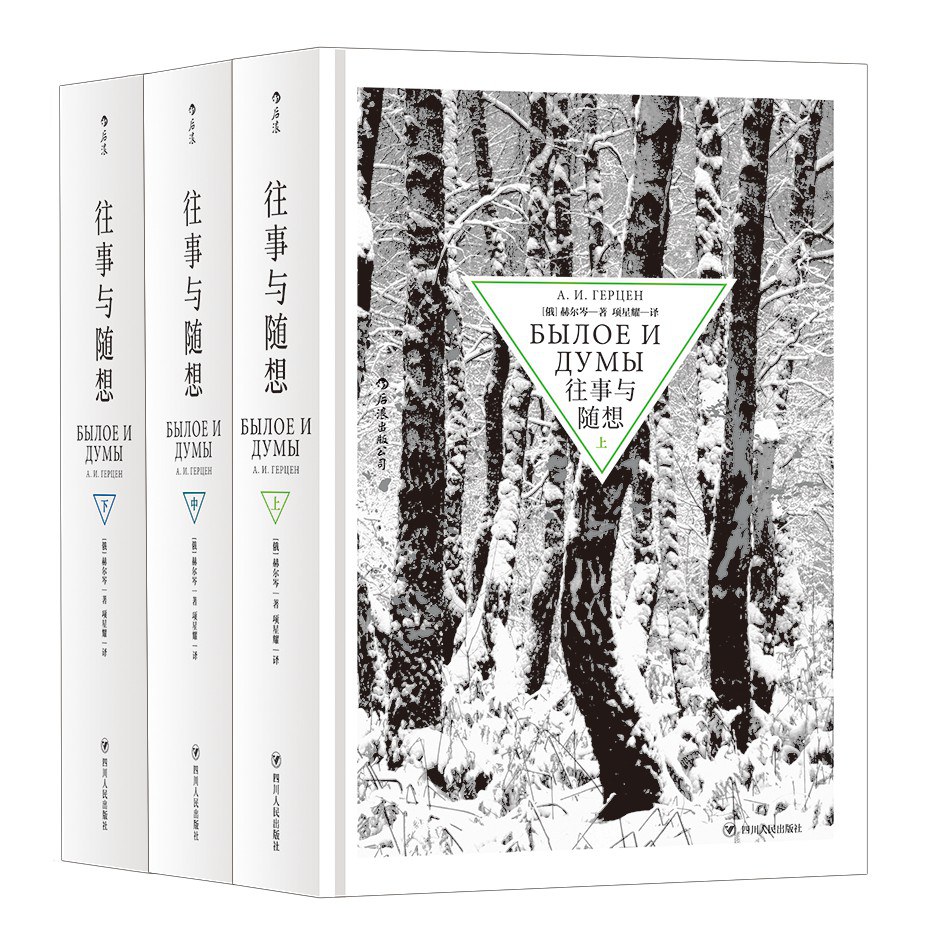 后浪
往事与随想
БЫЛОЕ И
ДУМЫ
А. И. ГЕРЦЕН
下
[俄]赫尔岑|著 项星耀|译
四川人民出版社
后浪
往事与随想
БЫЛОЕ И
ДУМЫ
А. И. ГЕРЦЕН
中
[俄]赫尔岑|著 项星耀|译
四川人民出版社
后浪
往事与随想
БЫЛОЕ И
ДУМЫ
А. И. ГЕРЦЕН
上
[俄]赫尔岑|著 项星耀|译
四川人民出版社
А. И. ГЕРЦЕН
[俄]赫尔岑—著 项星耀—译
БЫЛОЕ И
ДУМЫ
往事与
随想
上
后浪出版公司
四川人民出版社